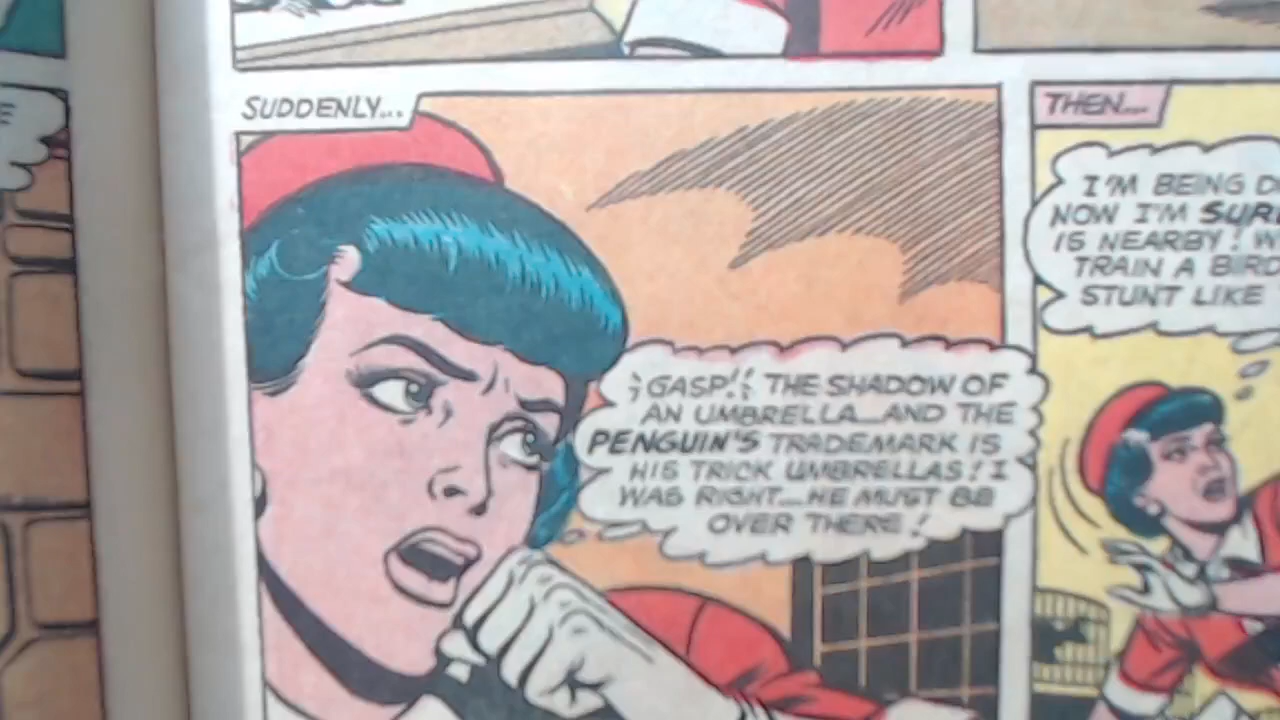 SUDDENLY...
¡GASP!¡ THE SHADOW OF
AN UMBRELLA...AND THE
PENGUIN'S TRADEMARK IS
HIS TRICK UMBRELLAS! I
WAS RIGHT...HE MUST BE
OVER THERE!
THEN...
I'M BEING
NOW I'M
IS NEARBY!
TRAIN A BIRD
STUNT LIKE